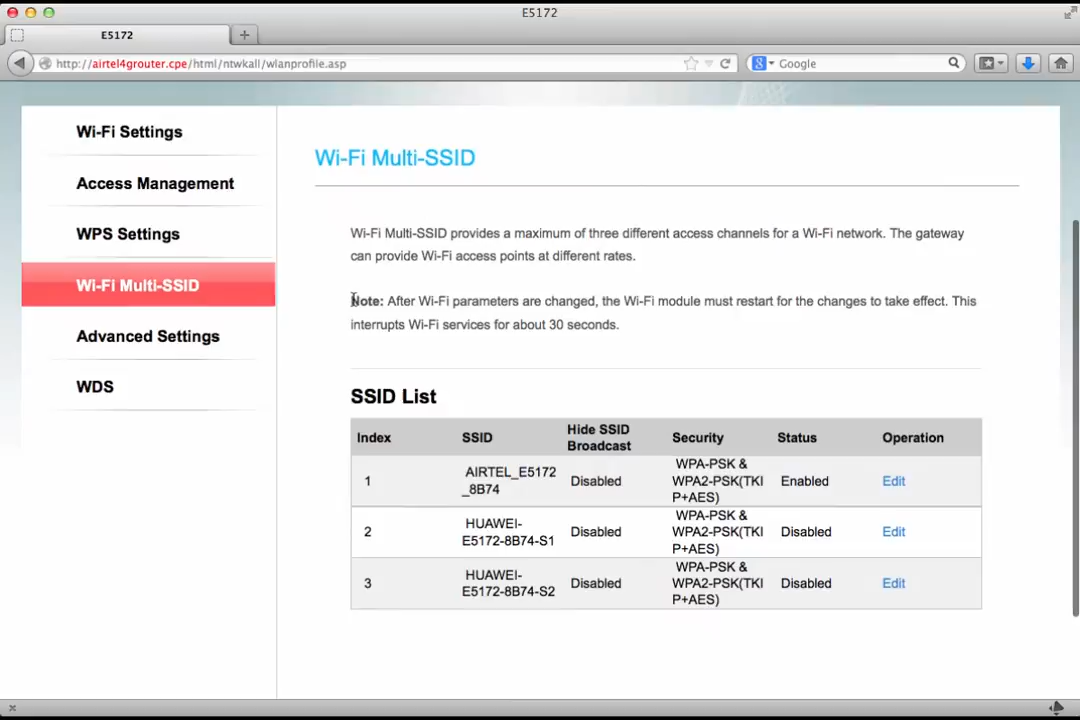 E5172
E5172
http://airtel4grouter.cpe/html/ntwkall/wlanprofile.asp
Google
Wi-Fi Settings
Access Management
WPS Settings
Wi-Fi Multi-SSID
Advanced Settings
WDS
Wi-Fi Multi-SSID
Wi-Fi Multi-SSID provides a maximum of three different access channels for a Wi-Fi network. The gateway
can provide Wi-Fi access points at different rates.
Note: After Wi-Fi parameters are changed, the Wi-Fi module must restart for the changes to take effect. This
interrupts Wi-Fi services for about 30 seconds.
SSID List
Index SSID Hide SSID Broadcast Security Status Operation
1 AIRTEL_E5172_8B74 Disabled WPA-PSK & WPA2-PSK(TKIP+AES) Enabled Edit
2 HUAWEI-E5172-8B74-S1 Disabled WPA-PSK & WPA2-PSK(TKIP+AES) Disabled Edit
3 HUAWEI-E5172-8B74-S2 Disabled WPA-PSK & WPA2-PSK(TKIP+AES) Disabled Edit